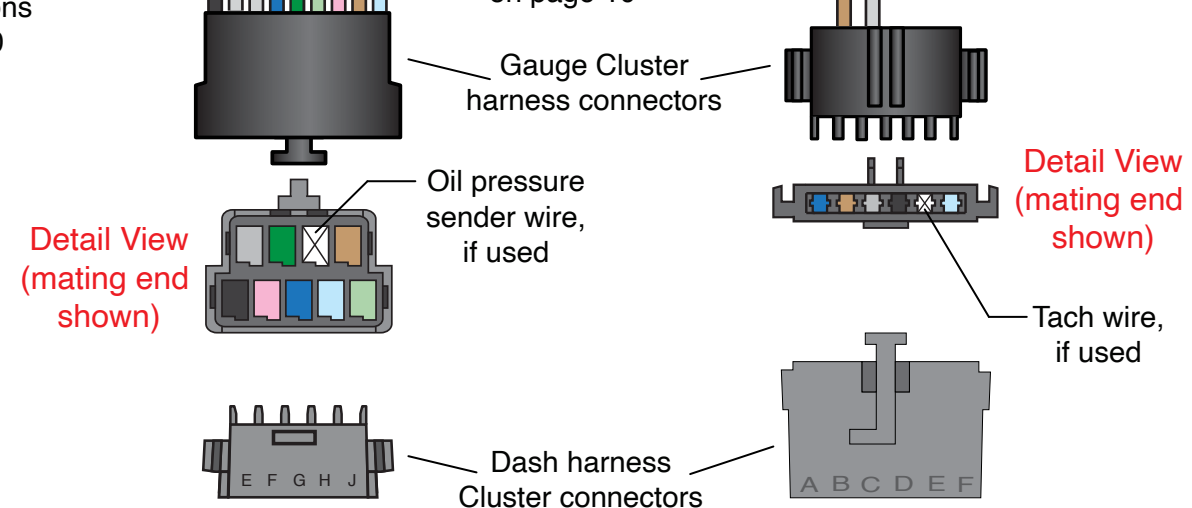 Gauge Cluster
harness connectors
Oil pressure
sender wire,
if used
Detail View
(mating end
shown)
Detail View
(mating end
shown)
Tach wire,
if used
E F G H J
Dash harness
Cluster connectors
A B C D E F